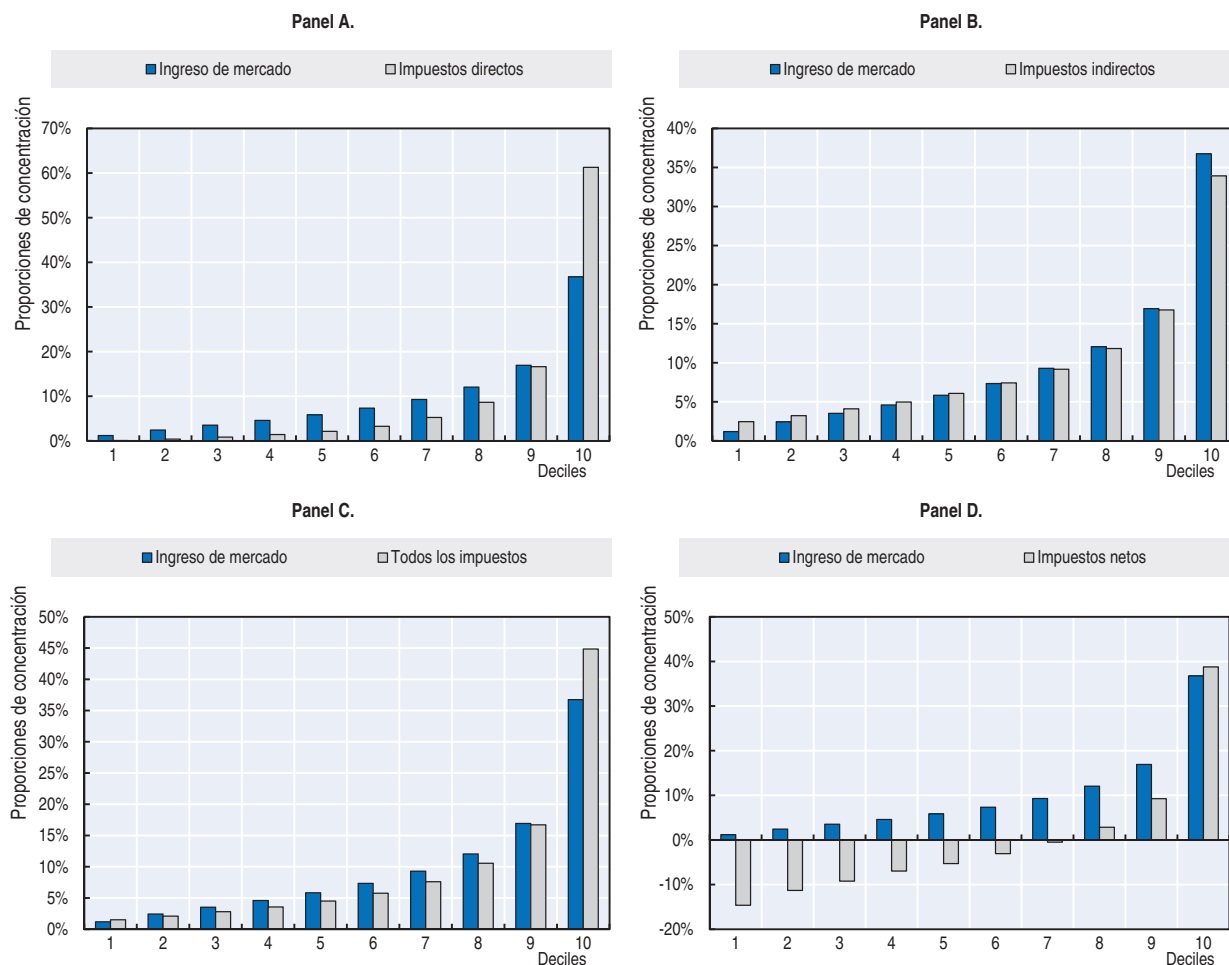 Panel A.
Ingreso de mercado
Impuestos directos
Proporciones de concentración
70%
60%
50%
40%
30%
20%
10%
0%
1 2 3 4 5 6 7 8 9 10
Deciles
Panel B.
Ingreso de mercado
Impuestos indirectos
Proporciones de concentración
40%
35%
30%
25%
20%
15%
10%
5%
0%
1 2 3 4 5 6 7 8 9 10
Deciles
Panel C.
Ingreso de mercado
Todos los impuestos
Proporciones de concentración
50%
45%
40%
35%
30%
25%
20%
15%
10%
5%
0%
1 2 3 4 5 6 7 8 9 10
Deciles
Panel D.
Ingreso de mercado
Impuestos netos
Proporciones de concentración
50%
40%
30%
20%
10%
0%
-10%
-20%
1 2 3 4 5 6 7 8 9 10
Deciles